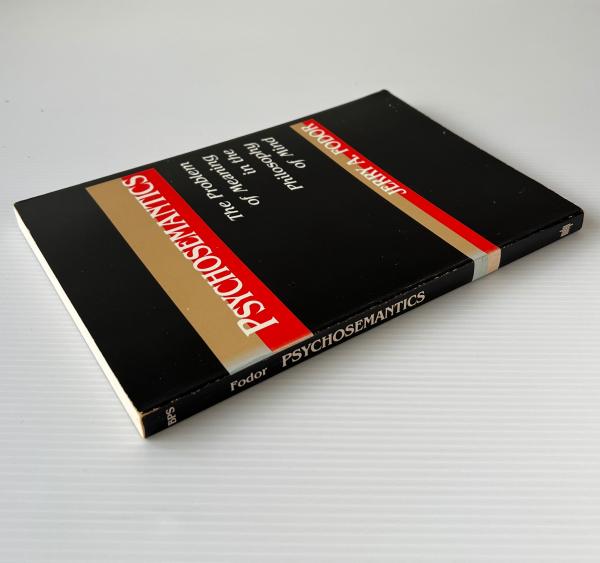 PSYCHOSEMANTICS
The Problem
of Meaning
in the
Philosophy
of Mind
JERRY A. FODOR
BPS
Fodor PSYCHOSEMANTICS